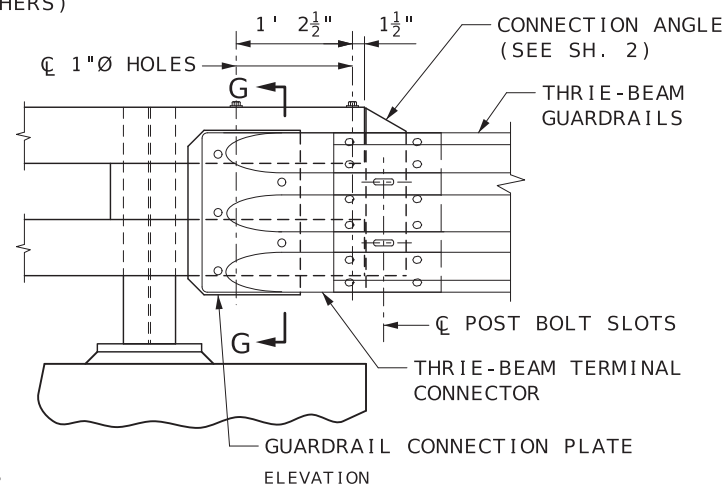 HERS)
1' 2½"
1½"
CONNECTION ANGLE
(SEE SH. 2)
℄ 1"Ø HOLES
G
THRIE-BEAM
GUARDRAILS
G
℄ POST BOLT SLOTS
THRIE-BEAM TERMINAL
CONNECTOR
GUARDRAIL CONNECTION PLATE
ELEVATION